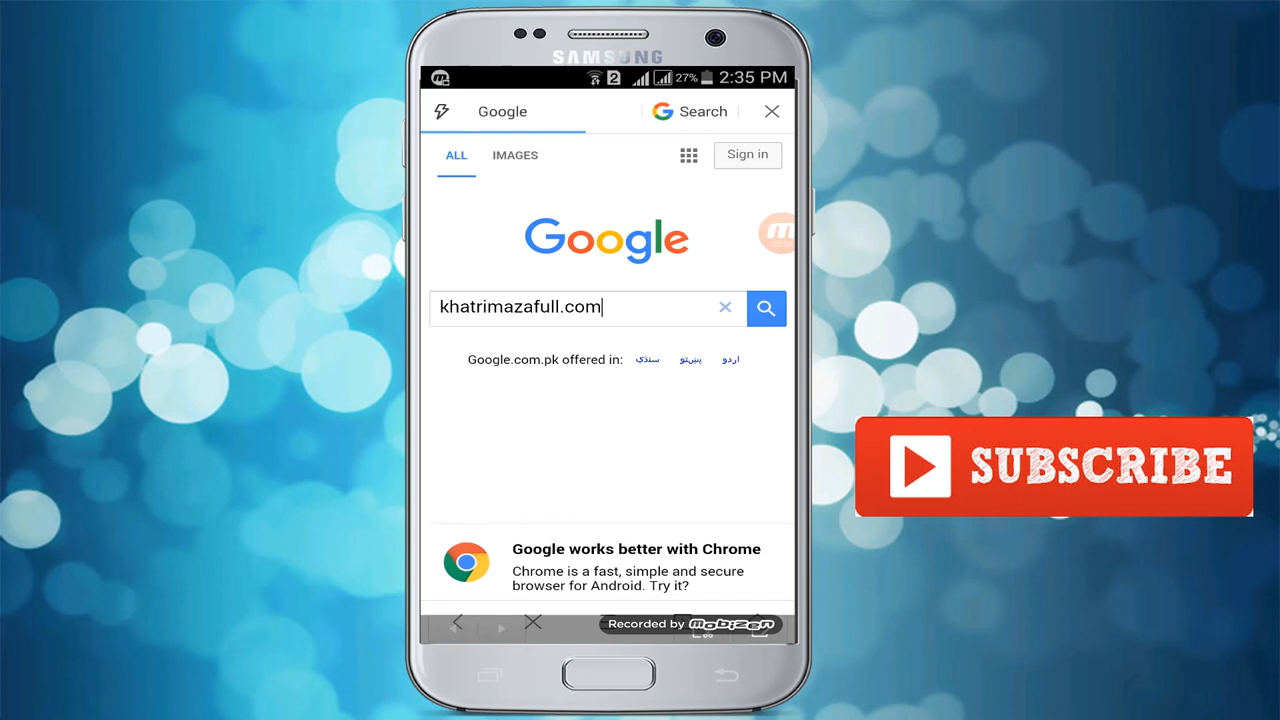 SAMSUNG
2 27% 2:35 PM
Google Search
ALL IMAGES Sign in
Google
khatrimazafull.com
Google.com.pk offered in: سنڌي پښتو اردو
SUBSCRIBE
Google works better with Chrome
Chrome is a fast, simple and secure
browser for Android. Try it?
Recorded by mobizen